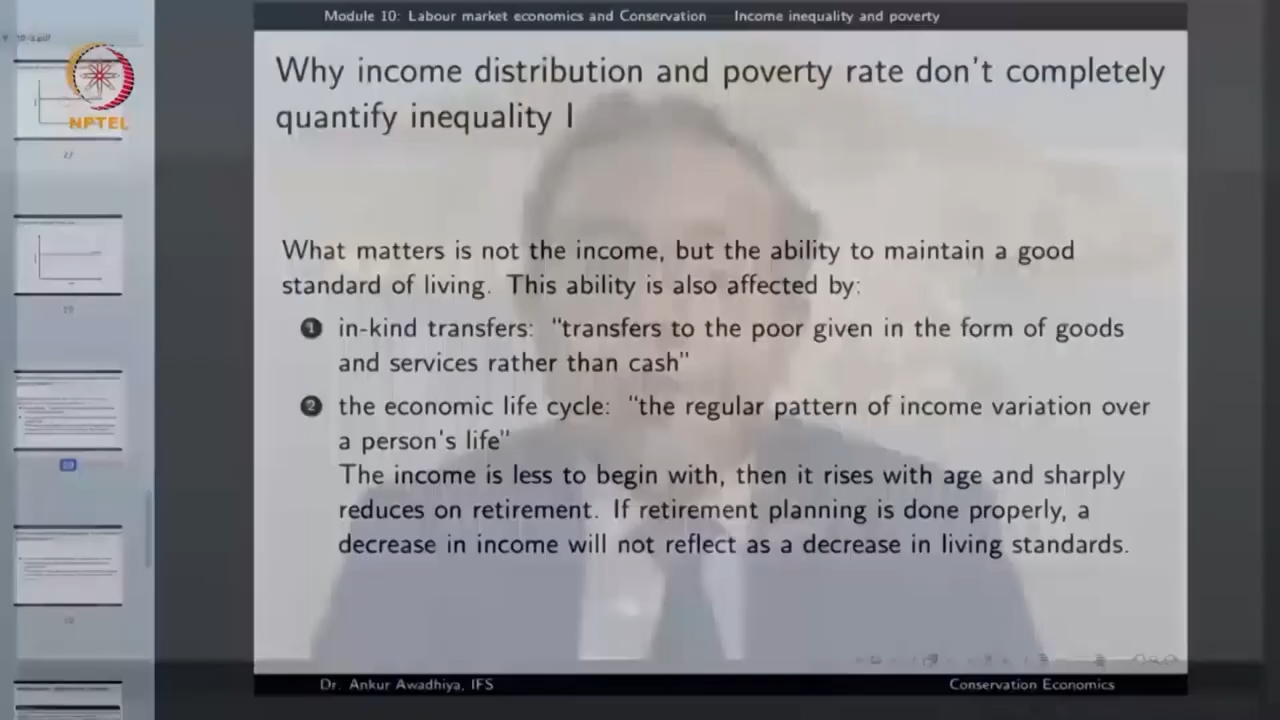 Module 10: Labour market economics and Conservation Income inequality and poverty
NPTEL
Why income distribution and poverty rate don't completely
quantify inequality I
What matters is not the income, but the ability to maintain a good
standard of living. This ability is also affected by:
1 in-kind transfers: "transfers to the poor given in the form of goods
and services rather than cash"
2 the economic life cycle: "the regular pattern of income variation over
a person's life"
The income is less to begin with, then it rises with age and sharply
reduces on retirement. If retirement planning is done properly, a
decrease in income will not reflect as a decrease in living standards.
Dr. Ankur Awadhiya, IFS Conservation Economics